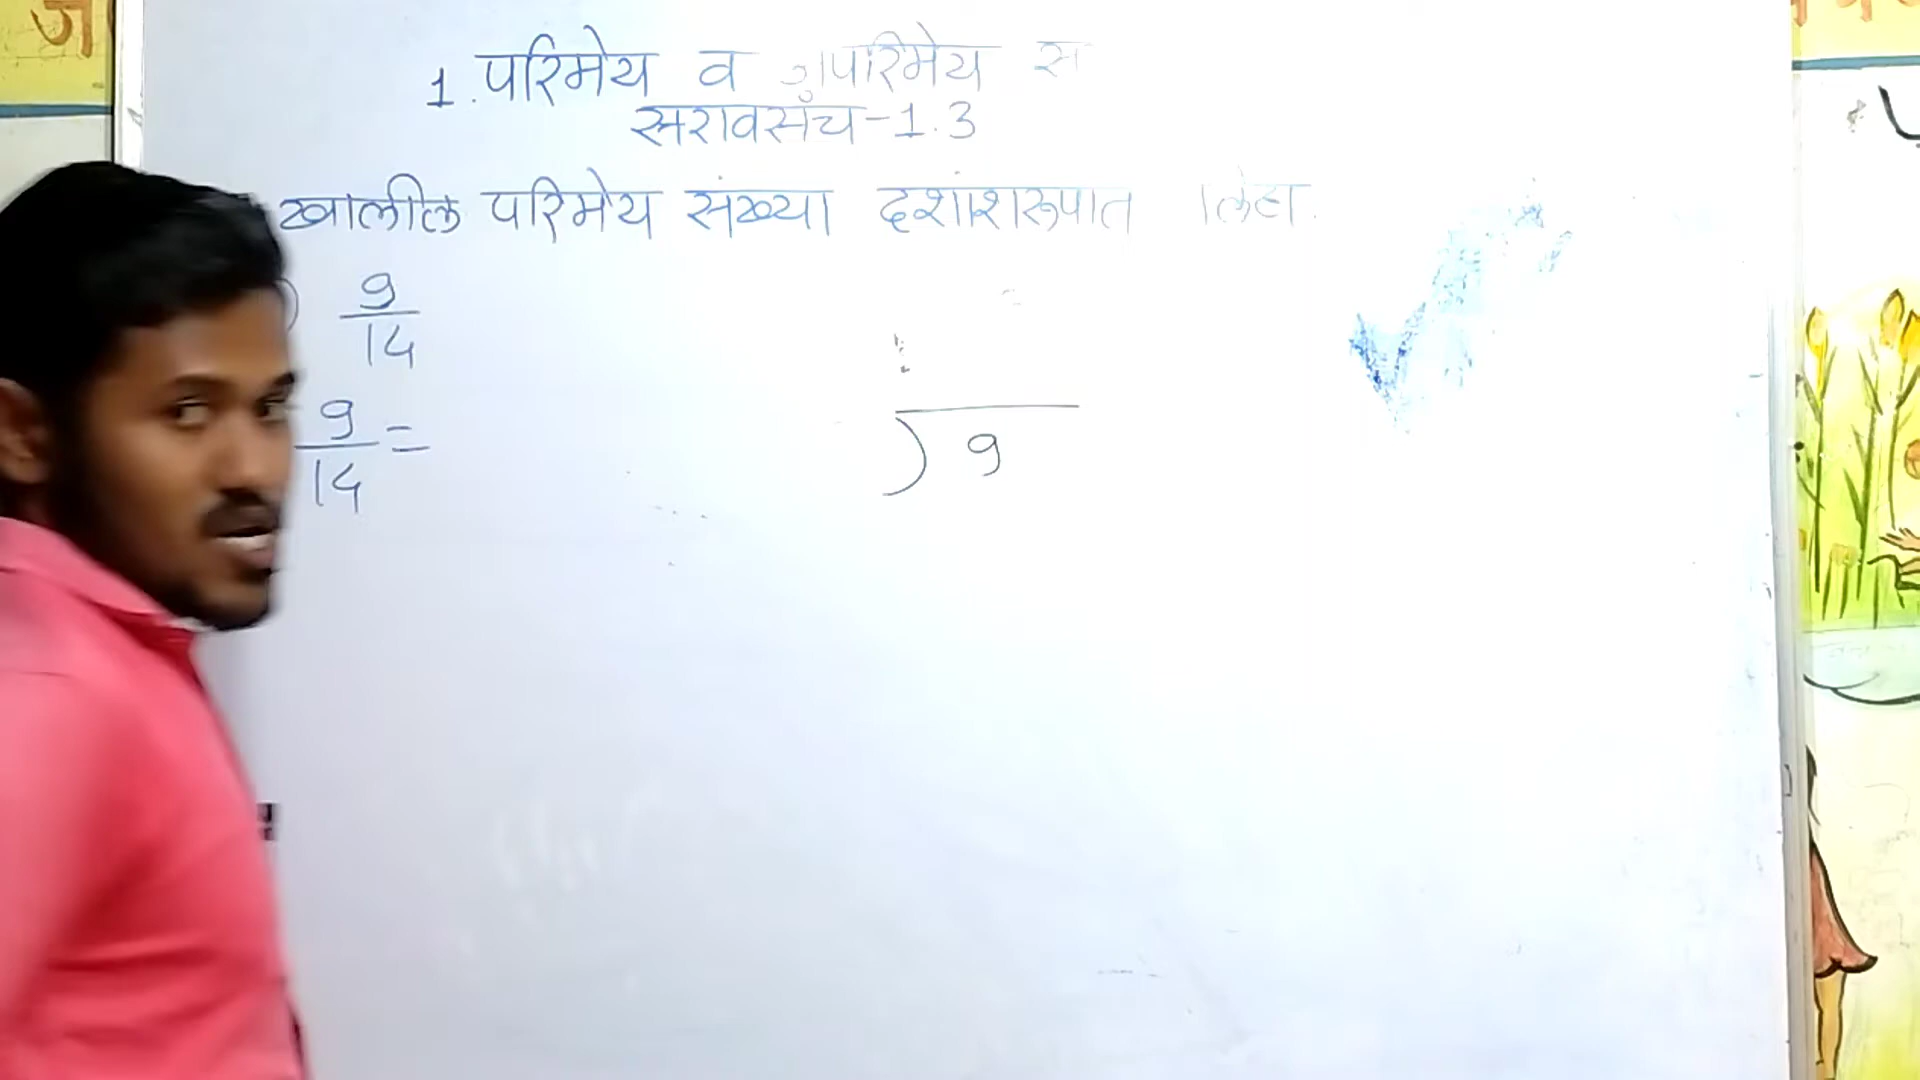 1. परिमेय व अपरिमेय स
सरावसंच-1.3
खालील परिमेय संख्या दशांशरूपात लिहा.
) 9/14
9/14 =
) 9